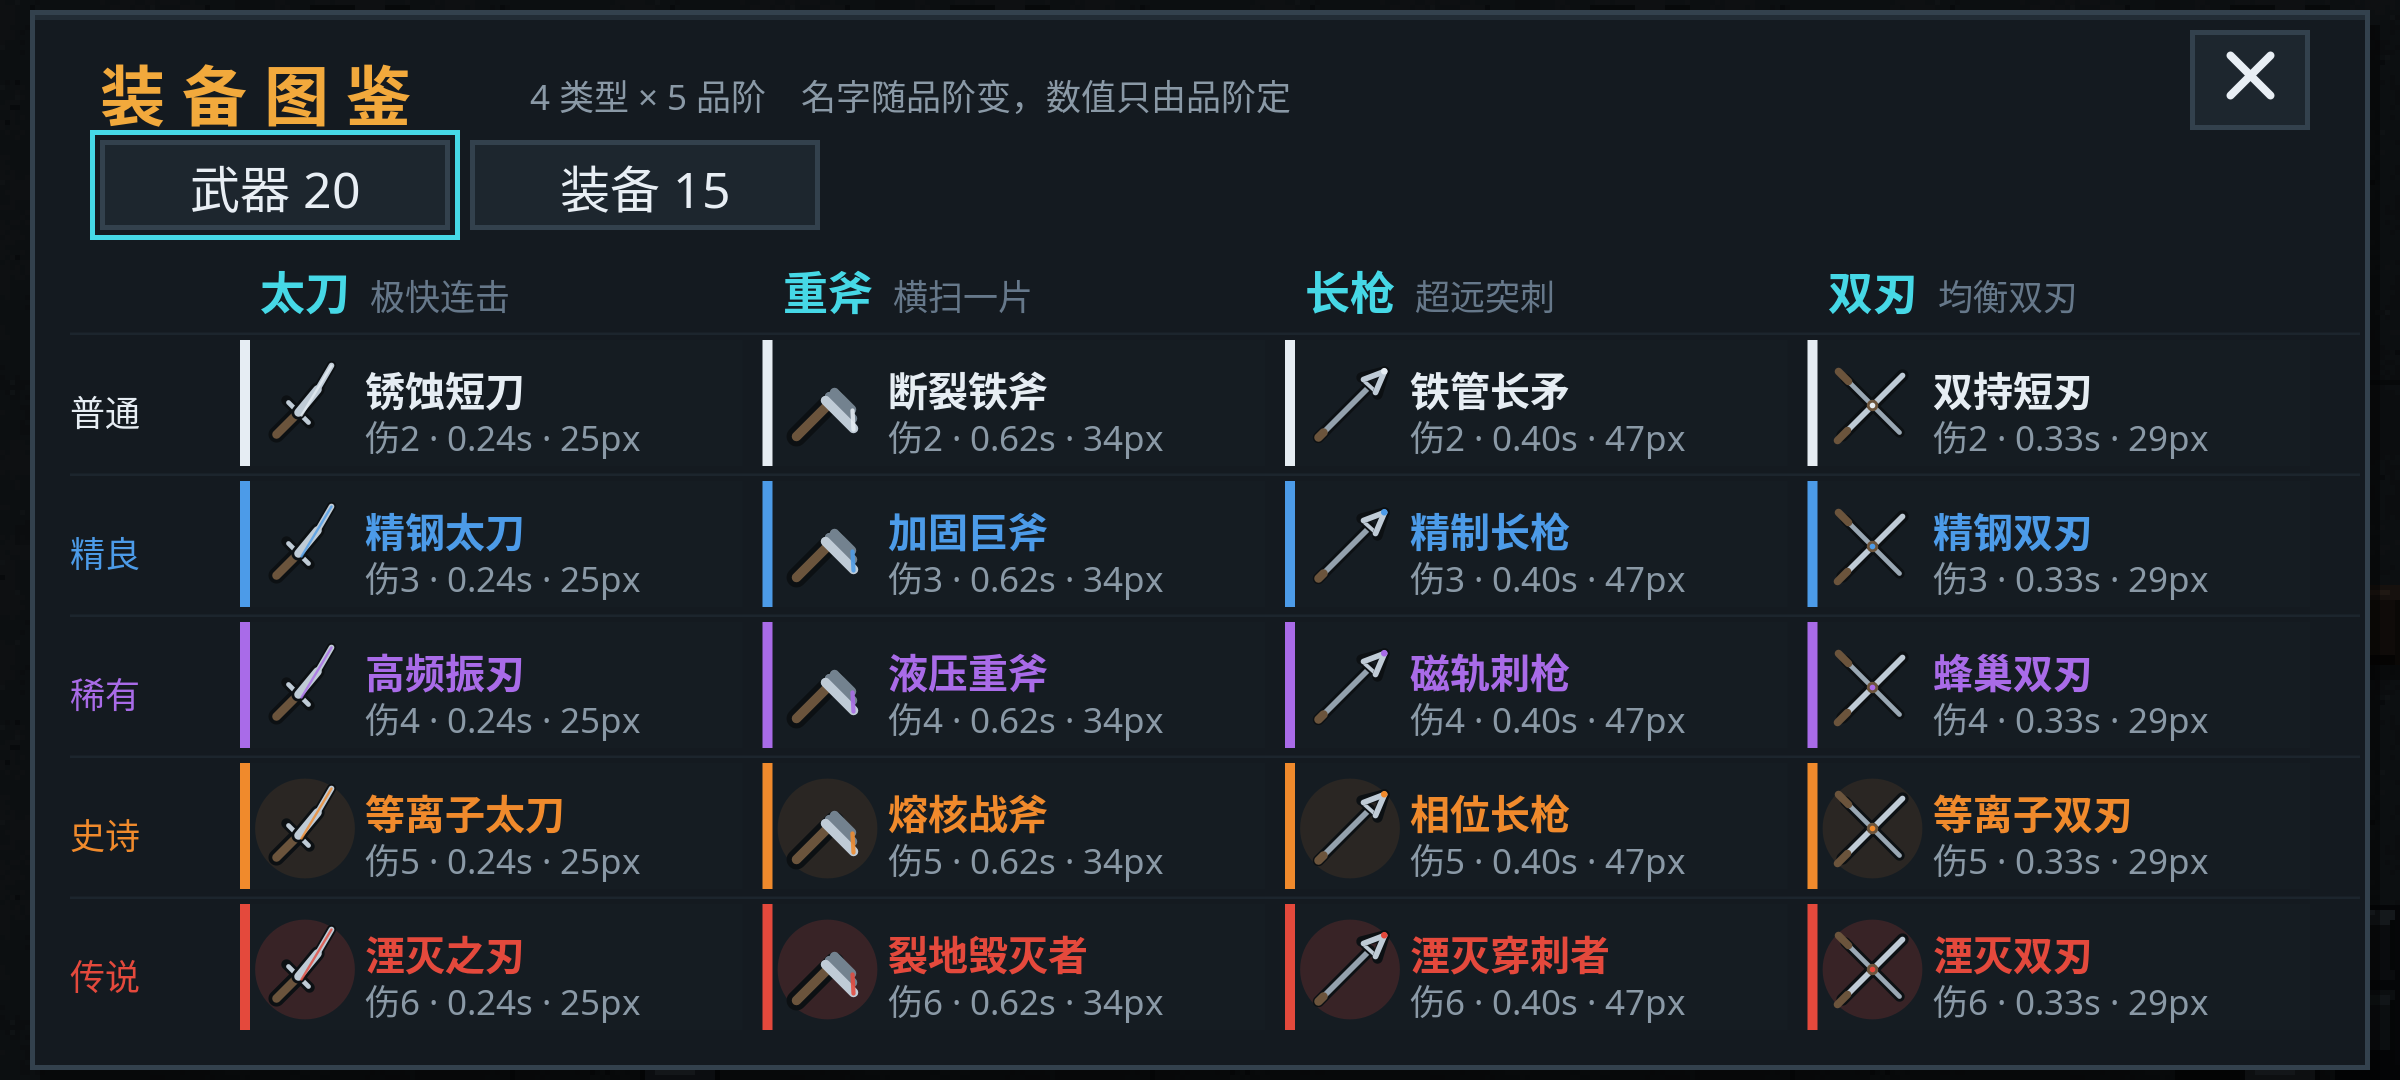 装备图鉴 4 类型 × 5 品阶 名字随品阶变，数值只由品阶定
武器 20 装备 15
太刀 极快连击 重斧 横扫一片 长枪 超远突刺 双刃 均衡双刃
锈蚀短刀 断裂铁斧 铁管长矛 双持短刃
普通 伤2 · 0.24s · 25px 伤2 · 0.62s · 34px 伤2 · 0.40s · 47px 伤2 · 0.33s · 29px
精钢太刀 加固巨斧 精制长枪 精钢双刃
精良 伤3 · 0.24s · 25px 伤3 · 0.62s · 34px 伤3 · 0.40s · 47px 伤3 · 0.33s · 29px
高频振刃 液压重斧 磁轨刺枪 蜂巢双刃
稀有 伤4 · 0.24s · 25px 伤4 · 0.62s · 34px 伤4 · 0.40s · 47px 伤4 · 0.33s · 29px
等离子太刀 熔核战斧 相位长枪 等离子双刃
史诗 伤5 · 0.24s · 25px 伤5 · 0.62s · 34px 伤5 · 0.40s · 47px 伤5 · 0.33s · 29px
湮灭之刃 裂地毁灭者 湮灭穿刺者 湮灭双刃
传说 伤6 · 0.24s · 25px 伤6 · 0.62s · 34px 伤6 · 0.40s · 47px 伤6 · 0.33s · 29px